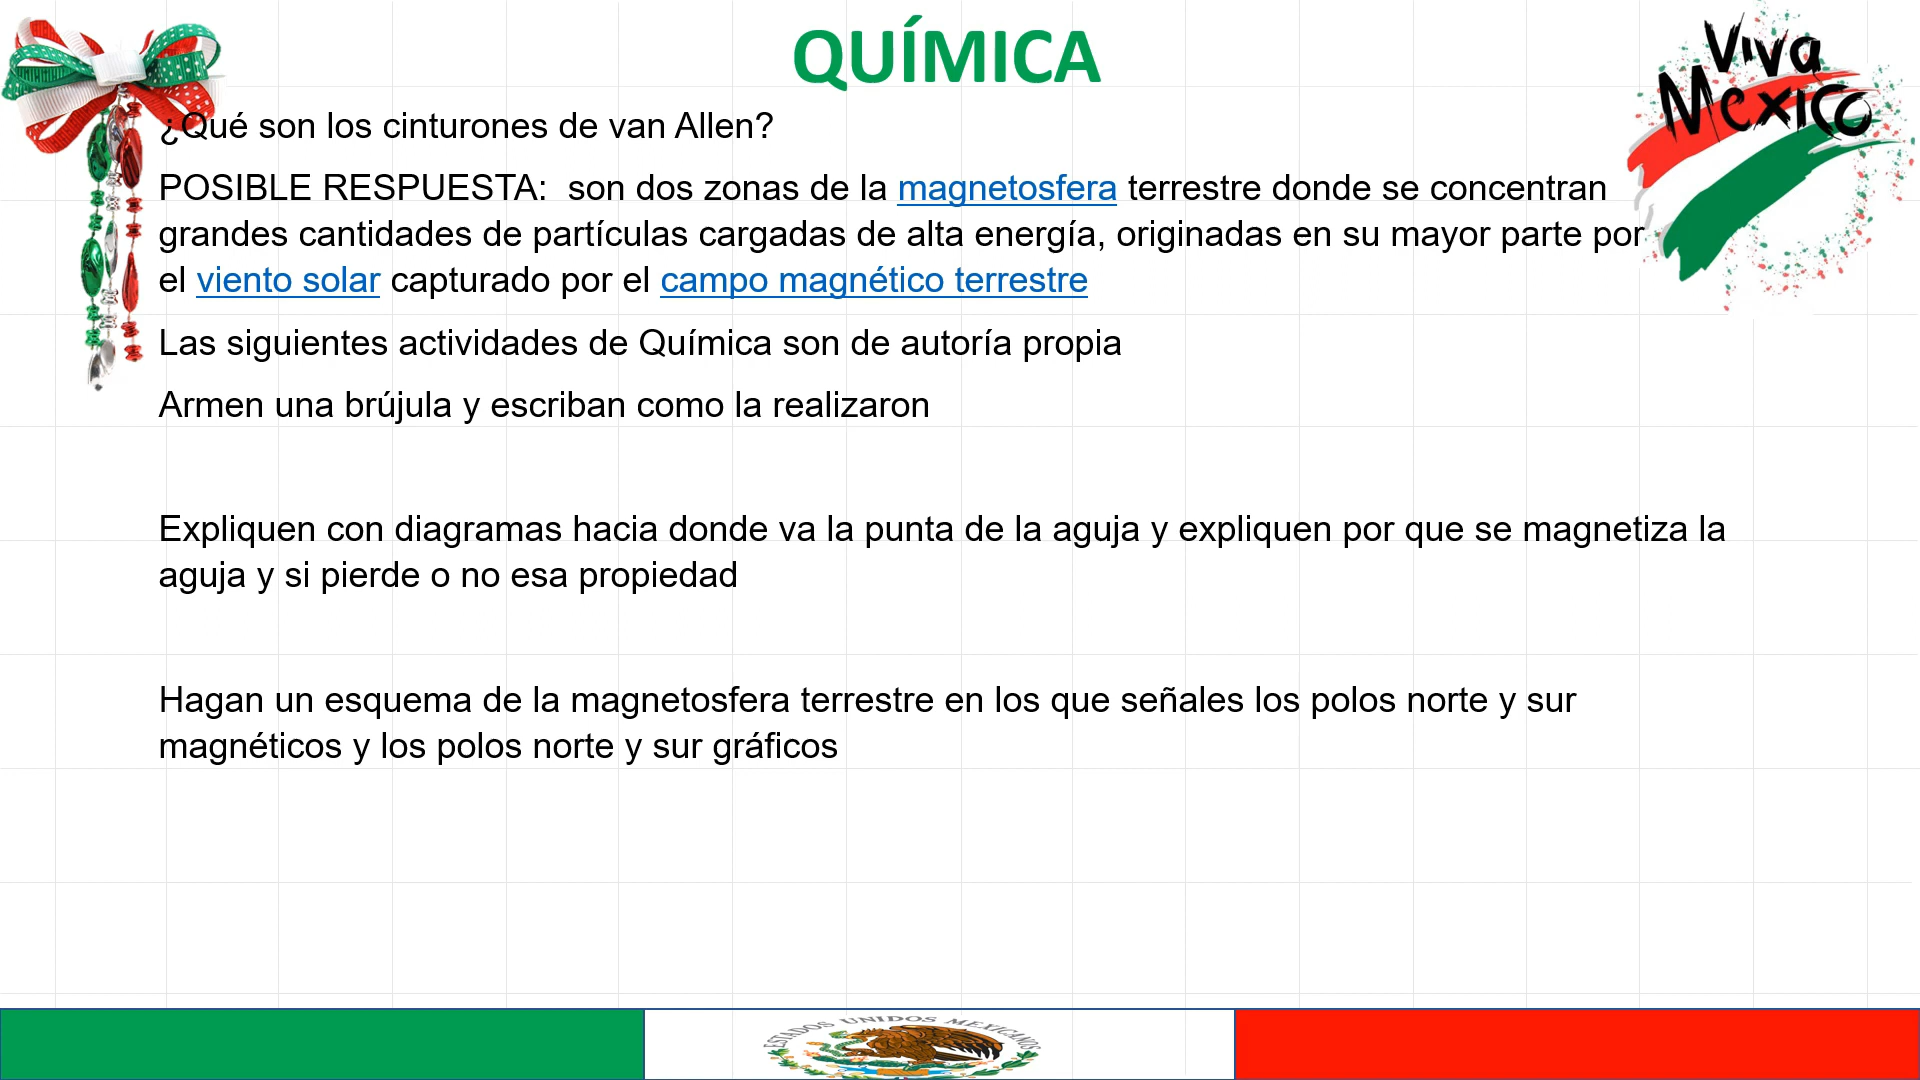 QUÍMICA
Viva
Mexico
¿Qué son los cinturones de van Allen?
POSIBLE RESPUESTA:  son dos zonas de la magnetosfera terrestre donde se concentran
grandes cantidades de partículas cargadas de alta energía, originadas en su mayor parte por
el viento solar capturado por el campo magnético terrestre
Las siguientes actividades de Química son de autoría propia
Armen una brújula y escriban como la realizaron
Expliquen con diagramas hacia donde va la punta de la aguja y expliquen por que se magnetiza la
aguja y si pierde o no esa propiedad
Hagan un esquema de la magnetosfera terrestre en los que señales los polos norte y sur
magnéticos y los polos norte y sur gráficos
ESTADOS UNIDOS MEXICANOS